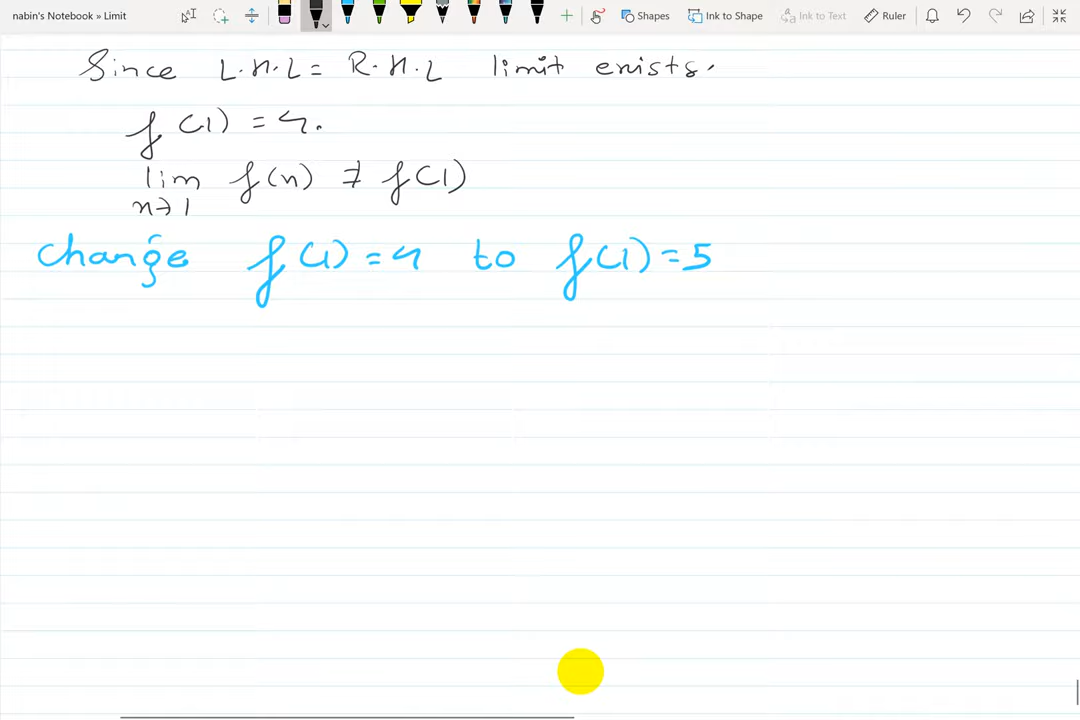 nabin's Notebook » Limit Shapes Ink to Shape Ink to Text Ruler
Since L.H.L = R.H.L limit exists.
f(1) = 4.
lim f(x) ≠ f(1)
x→1
Change f(1) = 4 to f(1) = 5